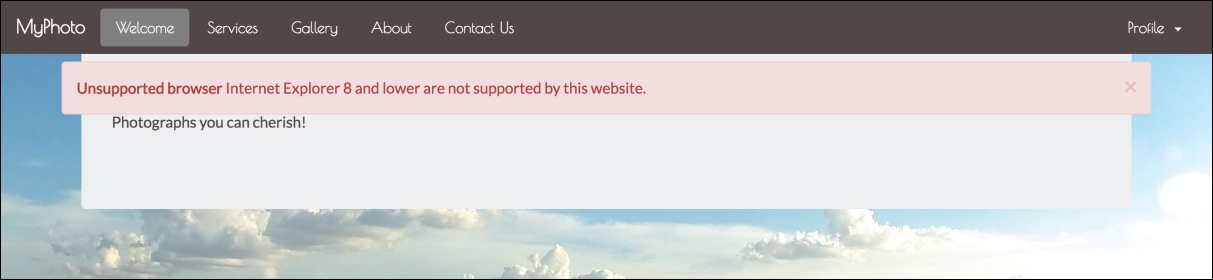 MyPhoto Welcome Services Gallery About Contact Us Profile
Unsupported browser Internet Explorer 8 and lower are not supported by this website. ×
Photographs you can cherish!